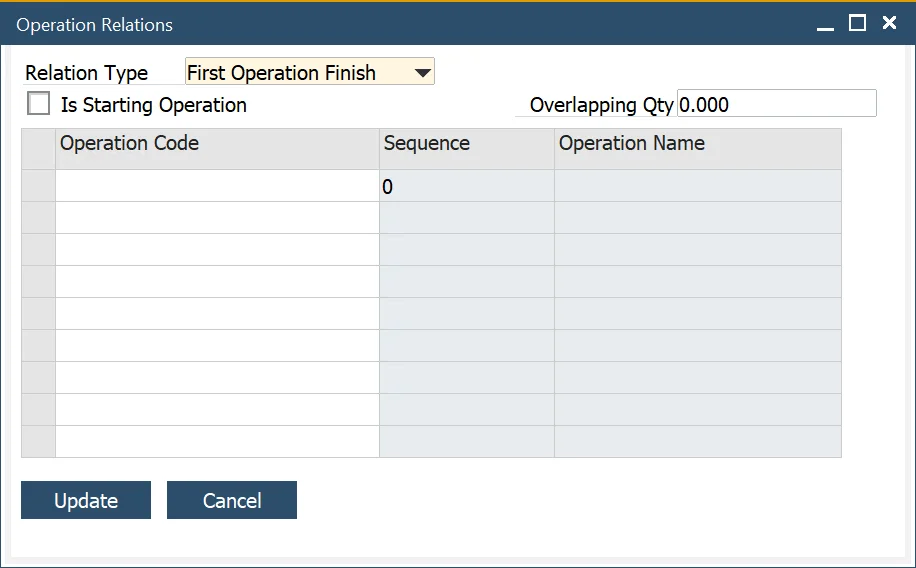 Operation Relations
Relation Type First Operation Finish
Is Starting Operation Overlapping Qty 0.000
Operation Code Sequence Operation Name
0
Update Cancel